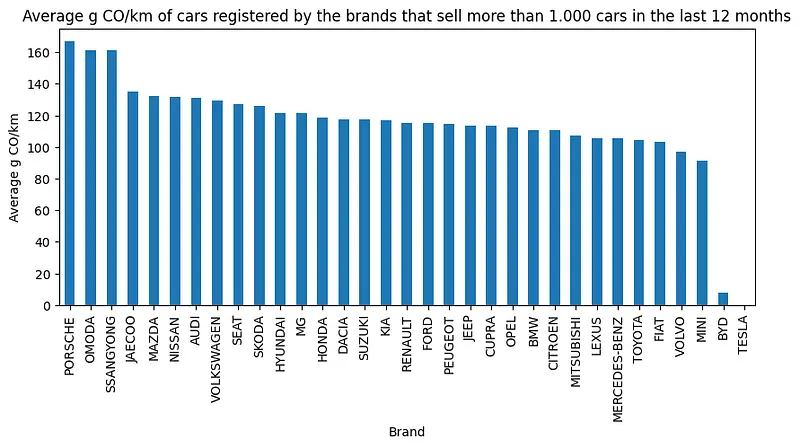 Average g CO/km of cars registered by the brands that sell more than 1.000 cars in the last 12 months
Average g CO/km
160
140
120
100
80
60
40
20
0
PORSCHE
OMODA
SSANGYONG
JAECOO
MAZDA
NISSAN
AUDI
VOLKSWAGEN
SEAT
SKODA
HYUNDAI
MG
HONDA
DACIA
SUZUKI
KIA
RENAULT
FORD
PEUGEOT
JEEP
CUPRA
OPEL
BMW
CITROEN
MITSUBISHI
LEXUS
MERCEDES-BENZ
TOYOTA
FIAT
VOLVO
MINI
BYD
TESLA
Brand